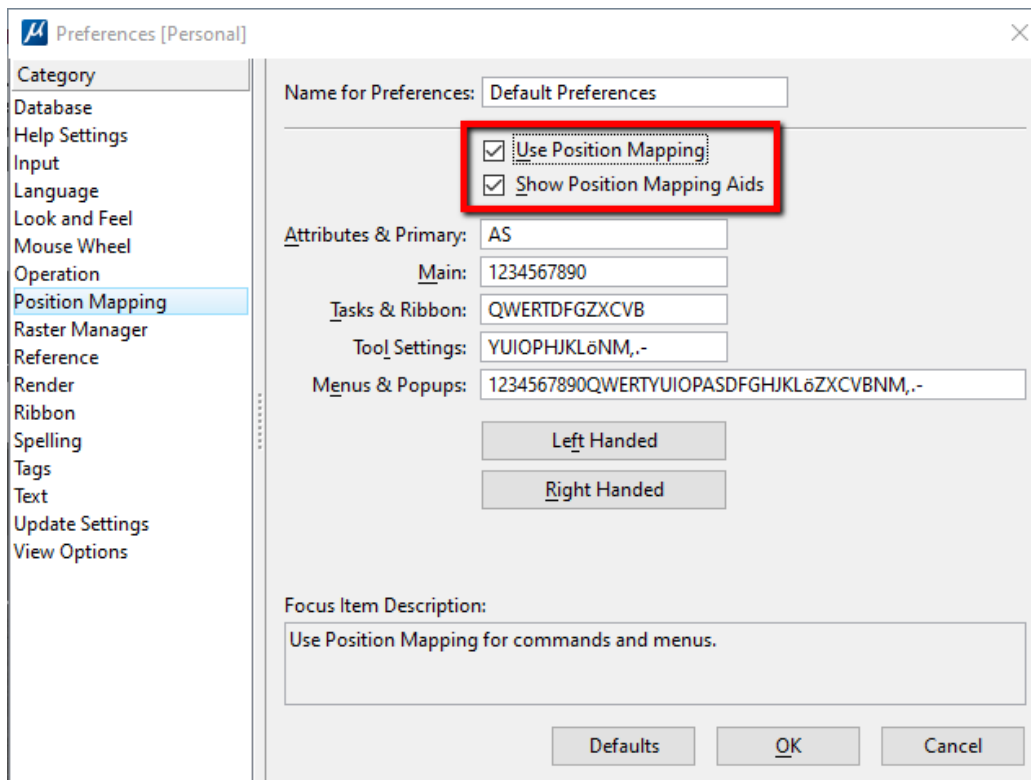 Preferences [Personal]
Category
Database
Help Settings
Input
Language
Look and Feel
Mouse Wheel
Operation
Position Mapping
Raster Manager
Reference
Render
Ribbon
Spelling
Tags
Text
Update Settings
View Options
Name for Preferences: Default Preferences
Use Position Mapping
Show Position Mapping Aids
Attributes & Primary: AS
Main: 1234567890
Tasks & Ribbon: QWERTDFGZXCVB
Tool Settings: YUIOPHJKLöNM,.-
Menus & Popups: 1234567890QWERTYUIOPASDFGHJKLöZXCVBNM,.-
Left Handed
Right Handed
Focus Item Description:
Use Position Mapping for commands and menus.
Defaults OK Cancel